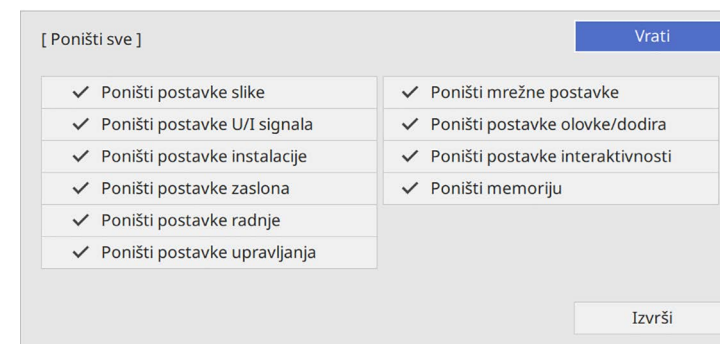 [ Poništi sve ]
Vrati
Poništi postavke slike
Poništi postavke U/I signala
Poništi postavke instalacije
Poništi postavke zaslona
Poništi postavke radnje
Poništi postavke upravljanja
Poništi mrežne postavke
Poništi postavke olovke/dodira
Poništi postavke interaktivnosti
Poništi memoriju
Izvrši